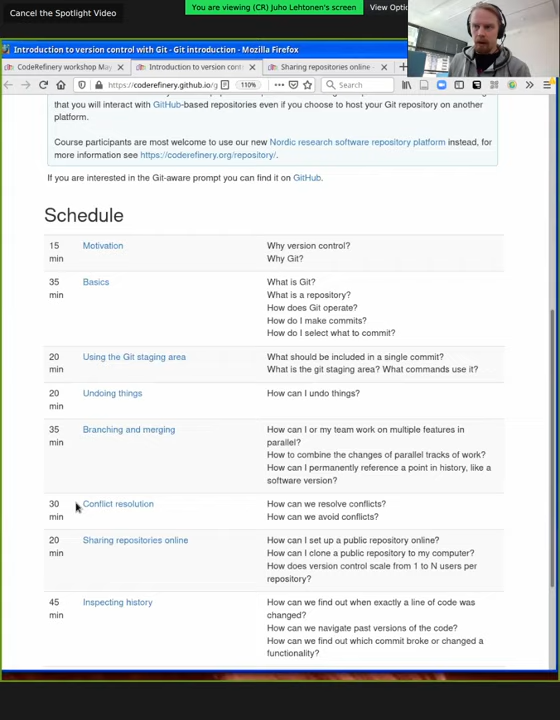 Cancel the Spotlight Video
You are viewing (CR) Juho Lehtonen's screen
View Optio
Introduction to version control with Git - Git introduction - Mozilla Firefox
CodeRefinery workshop May
Introduction to version cont
Sharing repositories online -
https://coderefinery.github.io/g
110%
Search
that you will interact with GitHub-based repositories even if you choose to host your Git repository on another
platform.
Course participants are most welcome to use our new Nordic research software repository platform instead, for
more information see https://coderefinery.org/repository/.
If you are interested in the Git-aware prompt you can find it on GitHub.
Schedule
15 min
Motivation
Why version control?
Why Git?
35 min
Basics
What is Git?
What is a repository?
How does Git operate?
How do I make commits?
How do I select what to commit?
20 min
Using the Git staging area
What should be included in a single commit?
What is the git staging area? What commands use it?
20 min
Undoing things
How can I undo things?
35 min
Branching and merging
How can I or my team work on multiple features in
parallel?
How to combine the changes of parallel tracks of work?
How can I permanently reference a point in history, like a
software version?
30 min
Conflict resolution
How can we resolve conflicts?
How can we avoid conflicts?
20 min
Sharing repositories online
How can I set up a public repository online?
How can I clone a public repository to my computer?
How does version control scale from 1 to N users per
repository?
45 min
Inspecting history
How can we find out when exactly a line of code was
changed?
How can we navigate past versions of the code?
How can we find out which commit broke or changed a
functionality?